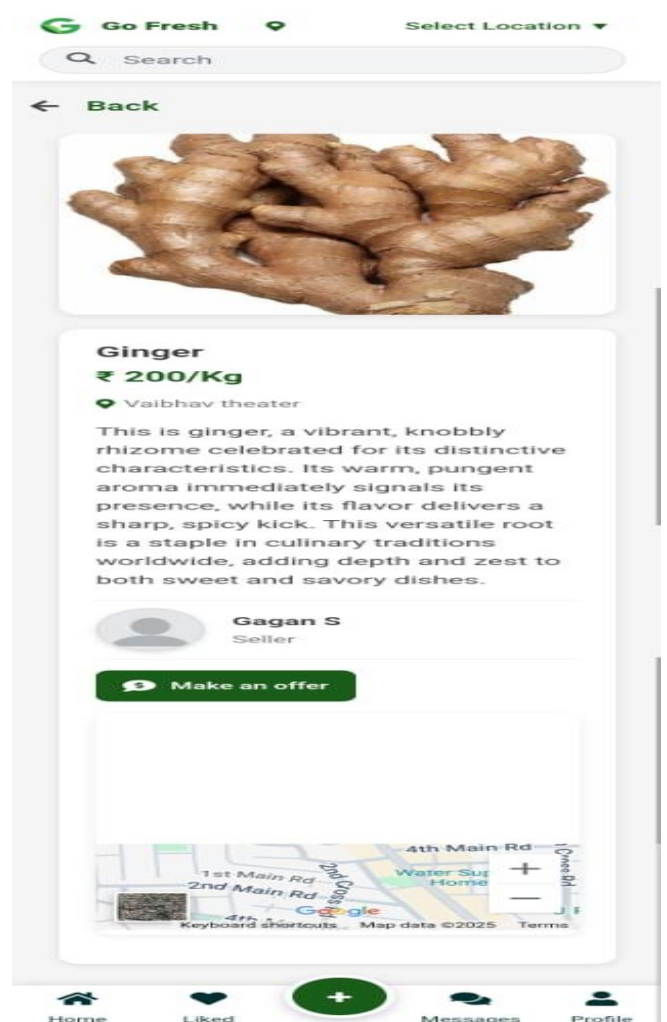 Go Fresh
Select Location ▼
Search
← Back
Ginger
₹ 200/Kg
Vaibhav theater
This is ginger, a vibrant, knobbly
rhizome celebrated for its distinctive
characteristics. Its warm, pungent
aroma immediately signals its
presence, while its flavor delivers a
sharp, spicy kick. This versatile root
is a staple in culinary traditions
worldwide, adding depth and zest to
both sweet and savory dishes.
Gagan S
Seller
Make an offer
4th Main Rd
1st Main Rd
2nd Cross
Water Sup
Home
2nd Main Rd
Google
4th
Keyboard shortcuts Map data ©2025 Terms
Home Liked + Messages Profile